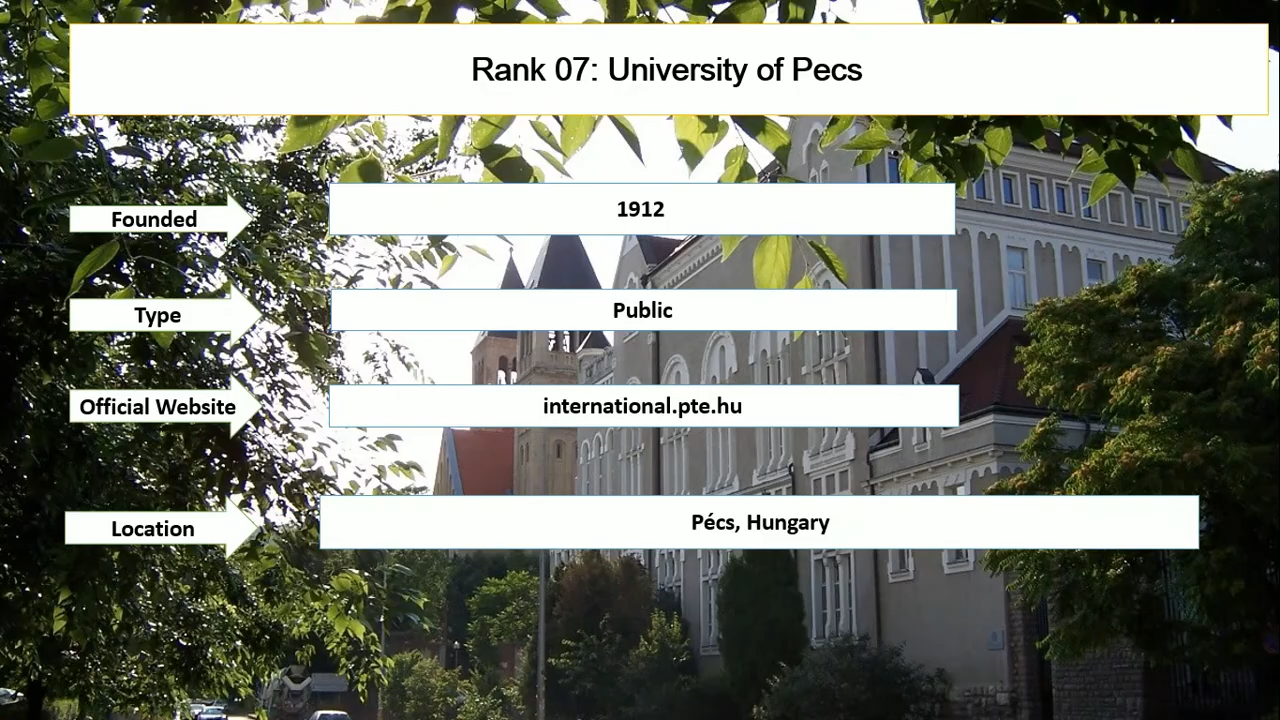 Rank 07: University of Pecs
Founded
1912
Type
Public
Official Website
international.pte.hu
Location
Pécs, Hungary